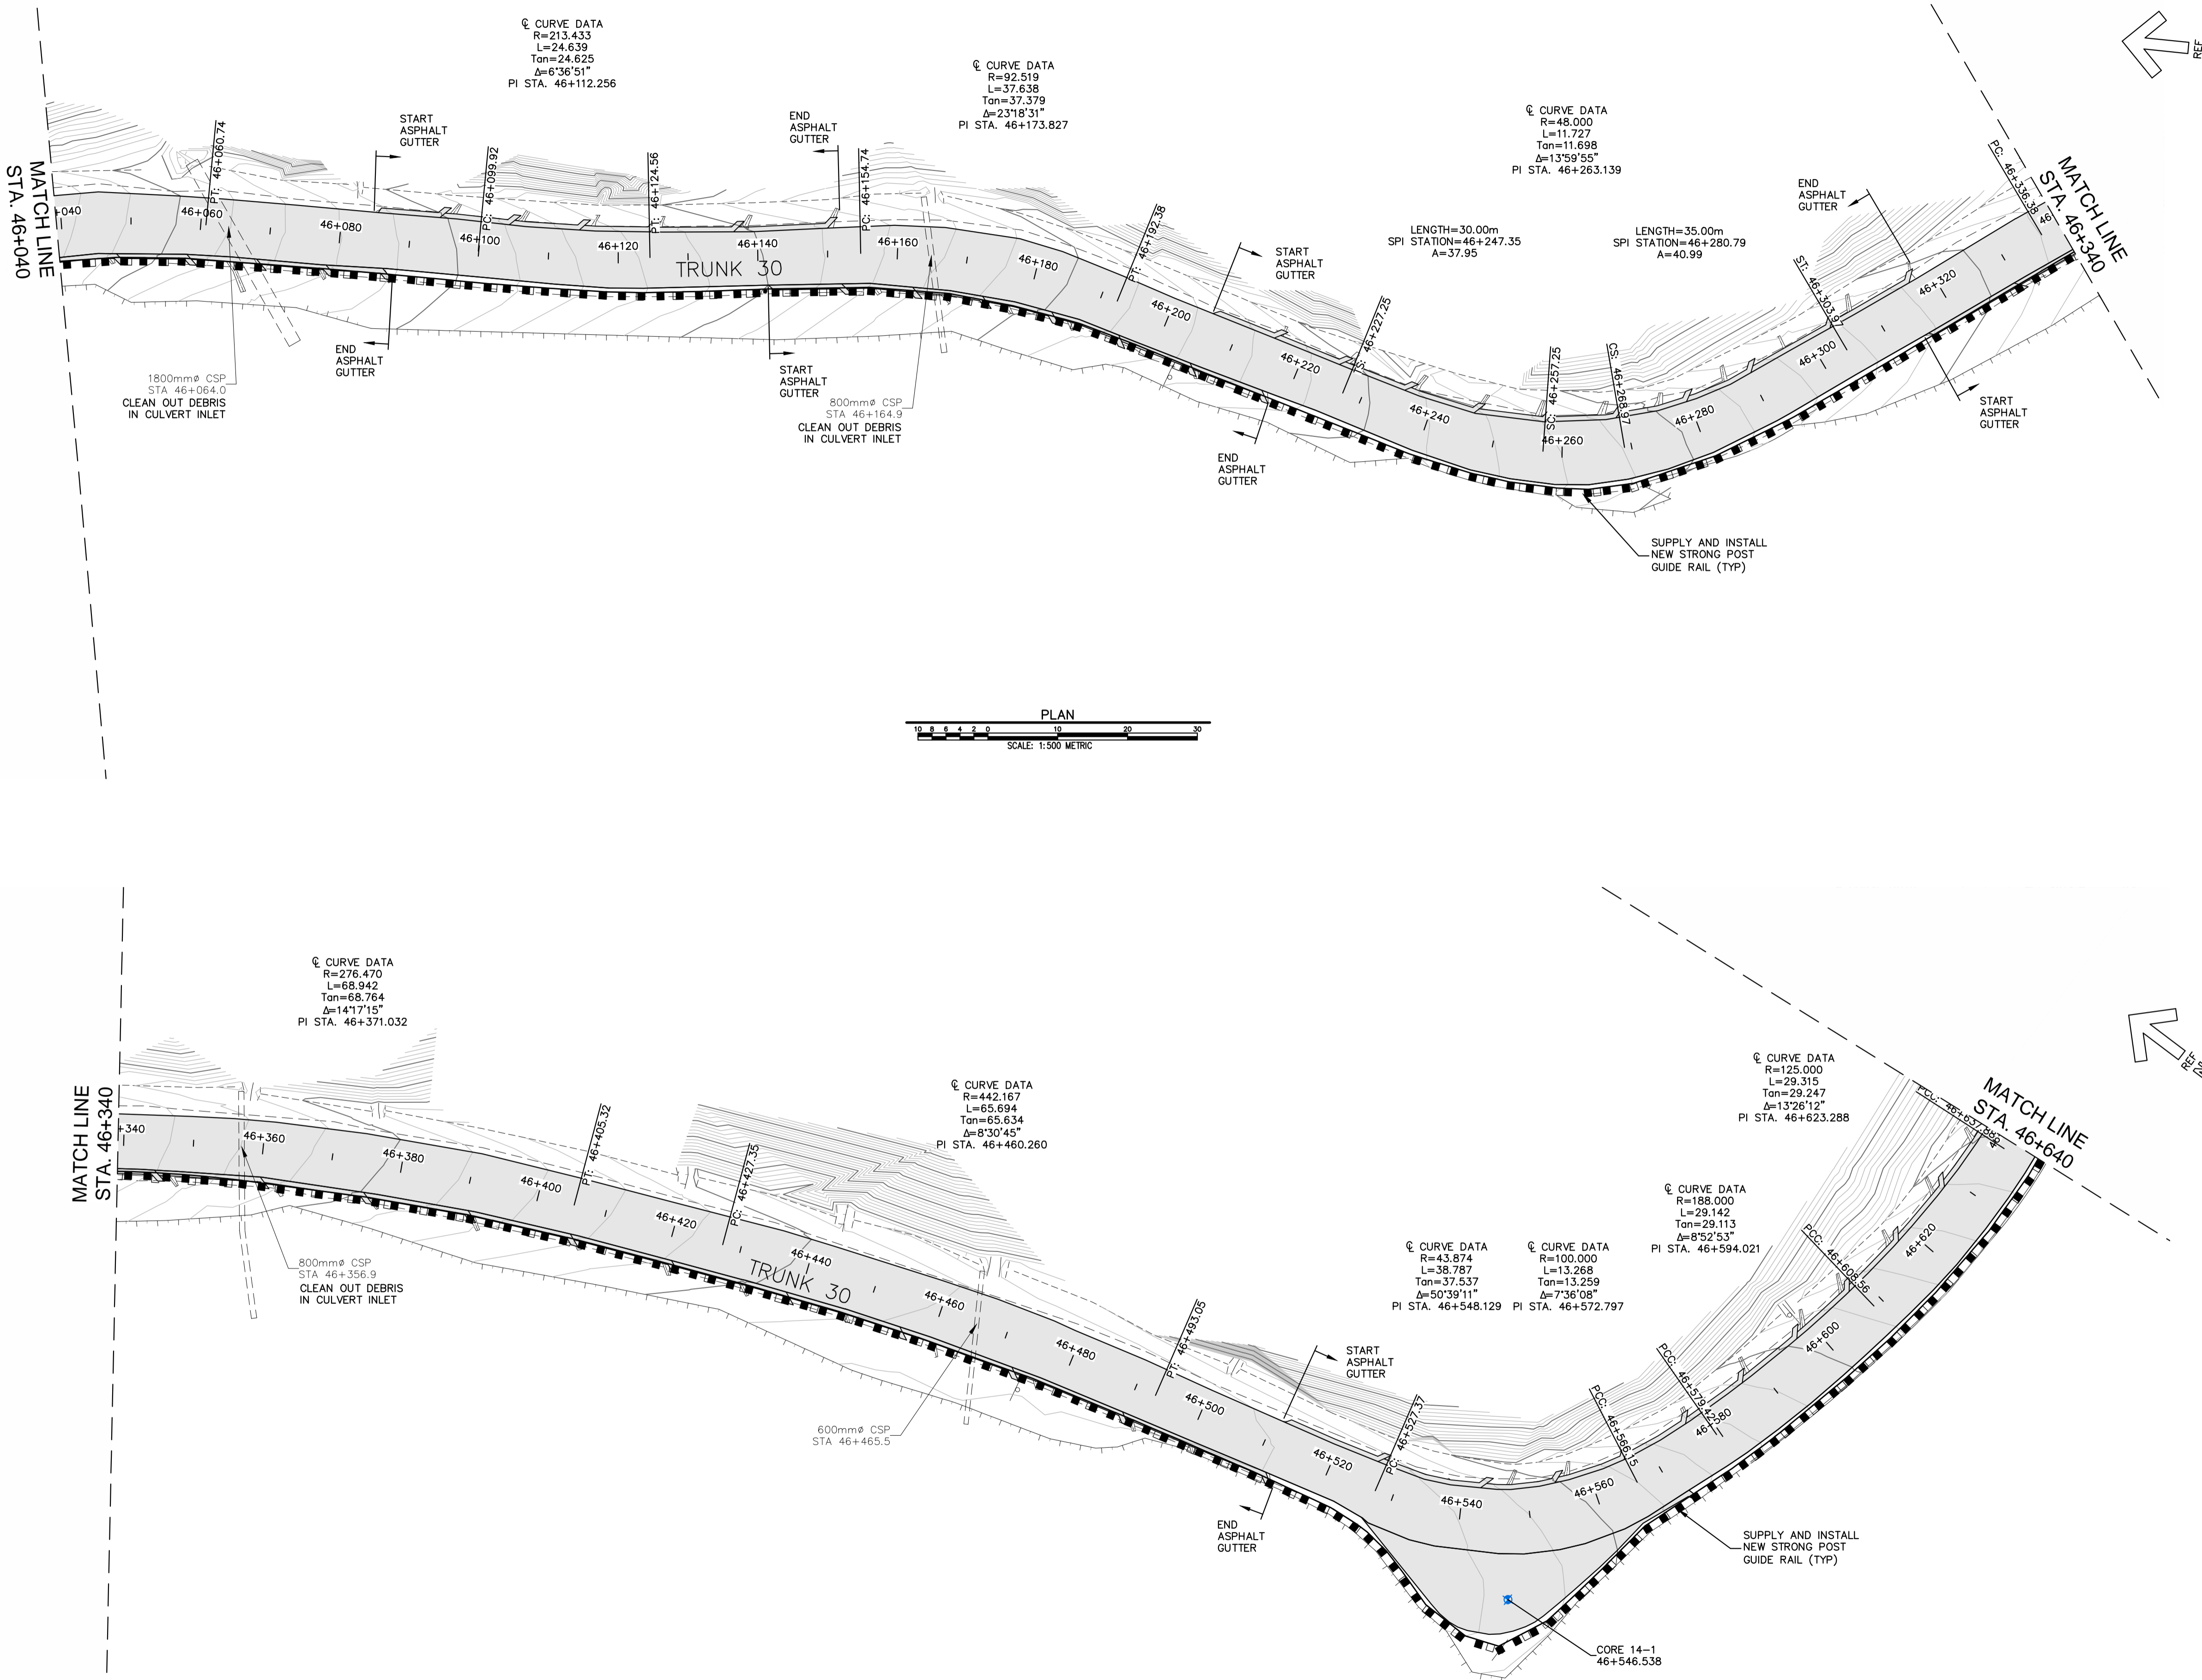 ℄ CURVE DATA
R=213.433
L=24.639
Tan=24.625
Δ=6°36'51"
PI STA. 46+112.256
℄ CURVE DATA
R=92.519
L=37.638
Tan=37.379
Δ=23°18'31"
PI STA. 46+173.827
℄ CURVE DATA
R=48.000
L=11.727
Tan=11.698
Δ=13°59'55"
PI STA. 46+263.139
LENGTH=30.00m
SPI STATION=46+247.35
A=37.95
LENGTH=35.00m
SPI STATION=46+280.79
A=40.99
REF
MATCH LINE
STA. 46+040
MATCH LINE
STA. 46+340
START
ASPHALT
GUTTER
END
ASPHALT
GUTTER
START
ASPHALT
GUTTER
END
ASPHALT
GUTTER
PT: 46+060.74
PC: 46+099.92
PT: 46+124.56
PC: 46+154.74
PT: 46+192.38
46+227.25
SC: 46+257.25
CS: 46+268.97
ST: 46+303.9
PC: 46+336.38
+040
46+060
46+080
46+100
46+120
46+140
46+160
46+180
46+200
46+220
46+240
46+260
46+280
46+300
46+320
46
TRUNK 30
END
ASPHALT
GUTTER
START
ASPHALT
GUTTER
END
ASPHALT
GUTTER
START
ASPHALT
GUTTER
1800mmø CSP
STA 46+064.0
CLEAN OUT DEBRIS
IN CULVERT INLET
800mmø CSP
STA 46+164.9
CLEAN OUT DEBRIS
IN CULVERT INLET
SUPPLY AND INSTALL
NEW STRONG POST
GUIDE RAIL (TYP)
PLAN
10 8 6 4 2 0 10 20 30
SCALE: 1:500 METRIC
℄ CURVE DATA
R=276.470
L=68.942
Tan=68.764
Δ=14°17'15"
PI STA. 46+371.032
℄ CURVE DATA
R=442.167
L=65.694
Tan=65.634
Δ=8°30'45"
PI STA. 46+460.260
℄ CURVE DATA
R=43.874
L=38.787
Tan=37.537
Δ=50°39'11"
PI STA. 46+548.129
℄ CURVE DATA
R=100.000
L=13.268
Tan=13.259
Δ=7°36'08"
PI STA. 46+572.797
℄ CURVE DATA
R=188.000
L=29.142
Tan=29.113
Δ=8°52'53"
PI STA. 46+594.021
℄ CURVE DATA
R=125.000
L=29.315
Tan=29.247
Δ=13°26'12"
PI STA. 46+623.288
REF
MATCH LINE
STA. 46+340
MATCH LINE
STA. 46+640
PT: 46+405.32
PC: 46+427.35
PT: 46+493.05
PC: 46+527.37
PCC: 46+566.15
PCC: 46+579.42
PCC: 46+608.56
+340
46+360
46+380
46+400
46+420
46+440
46+460
46+480
46+500
46+520
46+540
46+560
46+580
46+600
46+620
TRUNK 30
START
ASPHALT
GUTTER
END
ASPHALT
GUTTER
800mmø CSP
STA 46+356.9
CLEAN OUT DEBRIS
IN CULVERT INLET
600mmø CSP
STA 46+465.5
SUPPLY AND INSTALL
NEW STRONG POST
GUIDE RAIL (TYP)
CORE 14-1
46+546.538